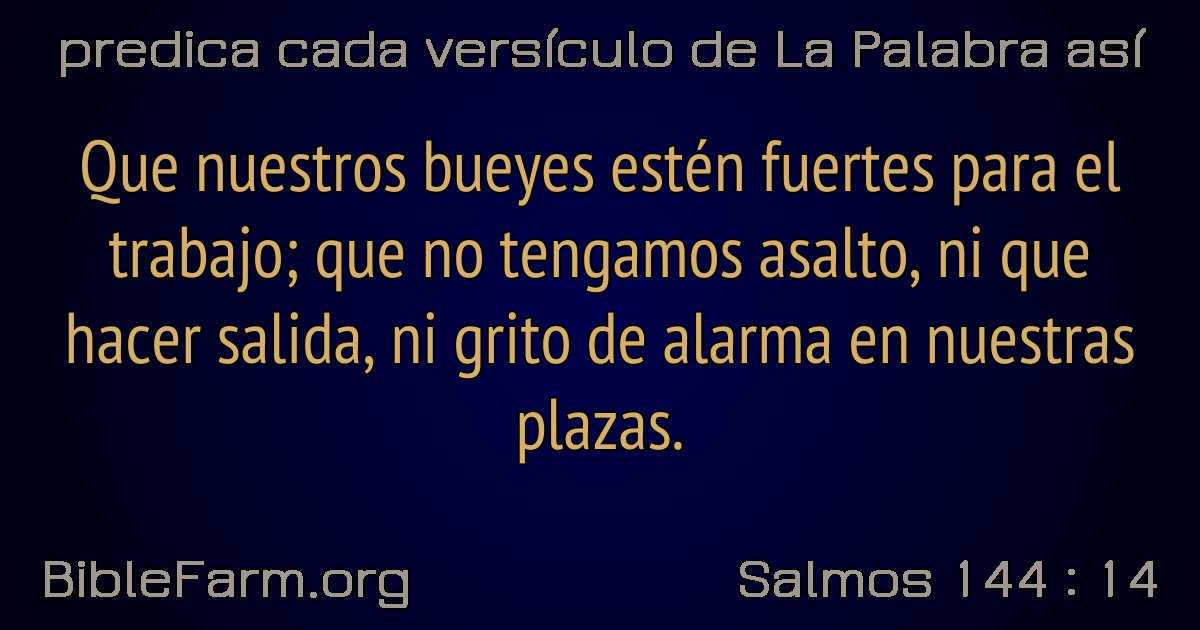 predica cada versículo de La Palabra así
Que nuestros bueyes estén fuertes para el
trabajo; que no tengamos asalto, ni que
hacer salida, ni grito de alarma en nuestras
plazas.
BibleFarm.org
Salmos 144 : 14